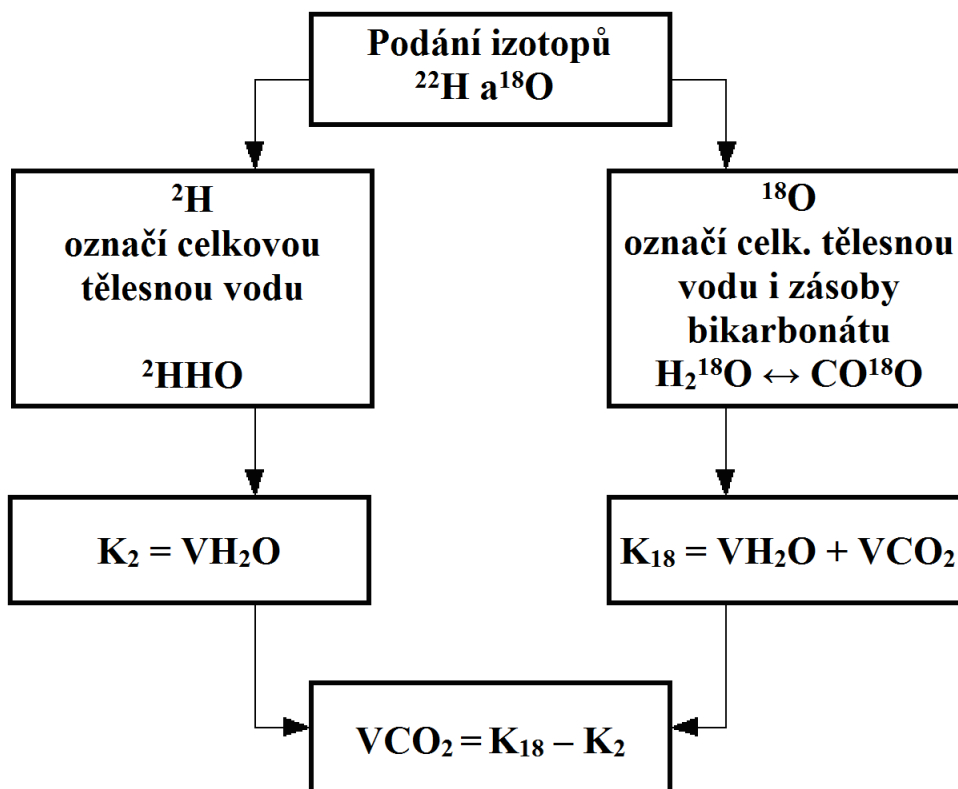 Podání izotopů
²²H a¹⁸O
²H
označí celkovou
tělesnou vodu
²HHO
¹⁸O
označí celk. tělesnou
vodu i zásoby
bikarbonátu
H₂¹⁸O ↔ CO¹⁸O
K₂ = VH₂O
K₁₈ = VH₂O + VCO₂
VCO₂ = K₁₈ – K₂